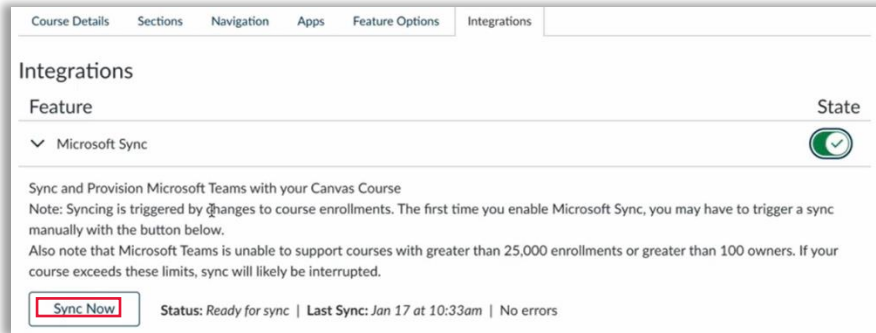 Course Details Sections Navigation Apps Feature Options Integrations
Integrations
Feature State
Microsoft Sync
Sync and Provision Microsoft Teams with your Canvas Course
Note: Syncing is triggered by changes to course enrollments. The first time you enable Microsoft Sync, you may have to trigger a sync
manually with the button below.
Also note that Microsoft Teams is unable to support courses with greater than 25,000 enrollments or greater than 100 owners. If your
course exceeds these limits, sync will likely be interrupted.
Sync Now Status: Ready for sync | Last Sync: Jan 17 at 10:33am | No errors